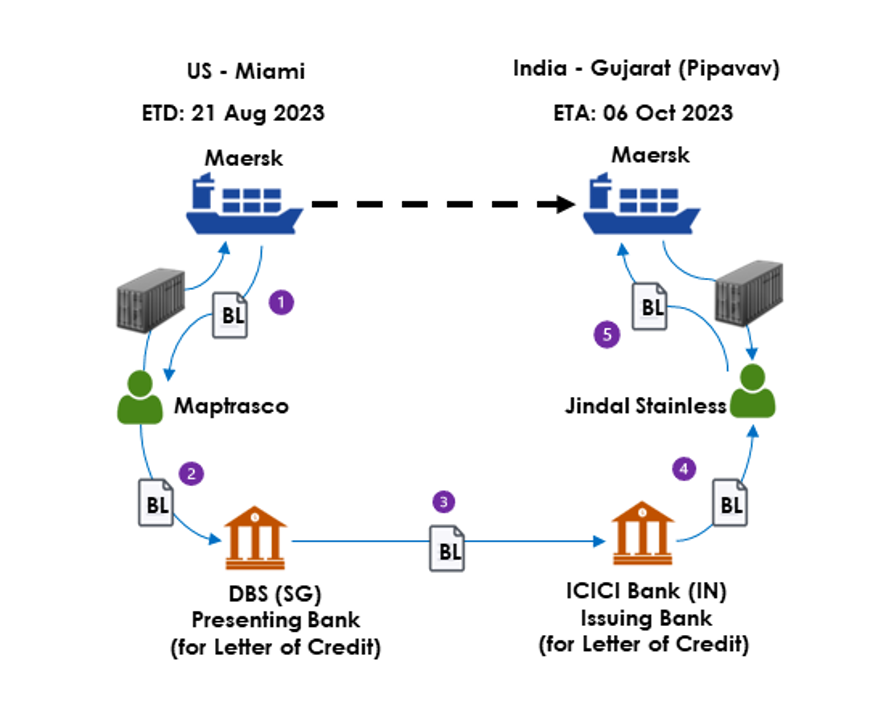 US - Miami
India - Gujarat (Pipavav)
ETD: 21 Aug 2023
ETA: 06 Oct 2023
Maersk
Maersk
BL
1
BL
5
Maptrasco
Jindal Stainless
2
BL
3
BL
4
BL
DBS (SG)
Presenting Bank
(for Letter of Credit)
ICICI Bank (IN)
Issuing Bank
(for Letter of Credit)